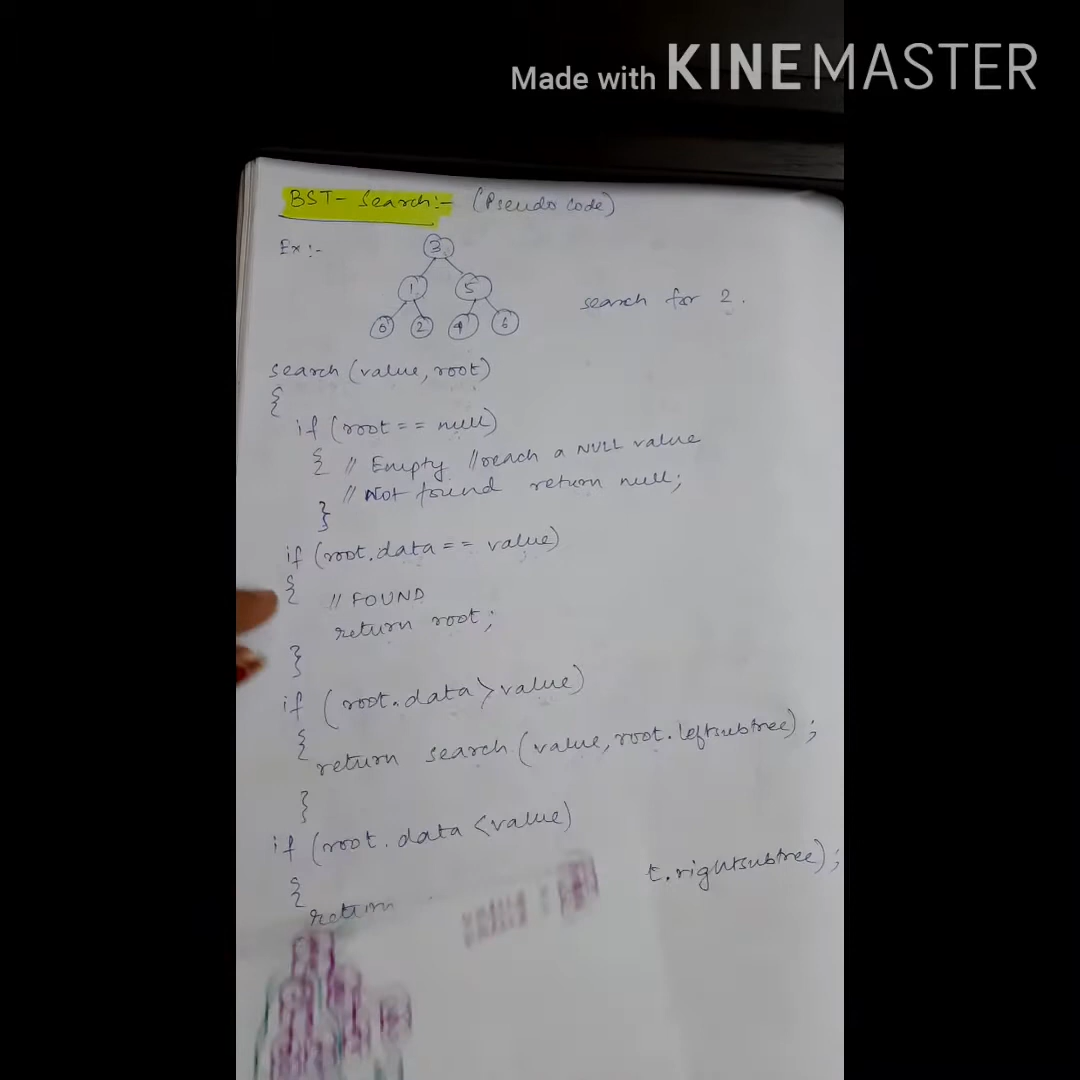 Made with KINEMASTER
BST- Search:- (Pseudo code)
Ex:-
3
1 5
0 2 4 6
search for 2.
search (value, root)
{
if (root == null)
{ // Empty //reach a NULL value
// Not found return null;
}
if (root.data == value)
{ // FOUND
return root;
}
if (root.data > value)
{
return search (value, root.leftsubtree);
}
if (root.data < value)
{
return t.rightsubtree);